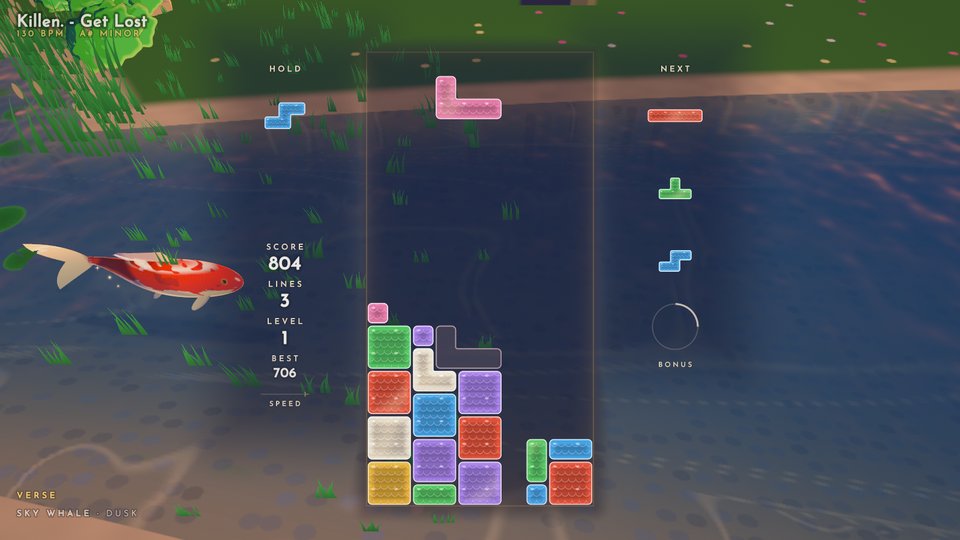 Killen. - Get Lost
130 BPM A# MINOR
HOLD
NEXT
SCORE
804
LINES
3
LEVEL
1
BEST
706
SPEED
BONUS
VERSE
SKY WHALE · DUSK